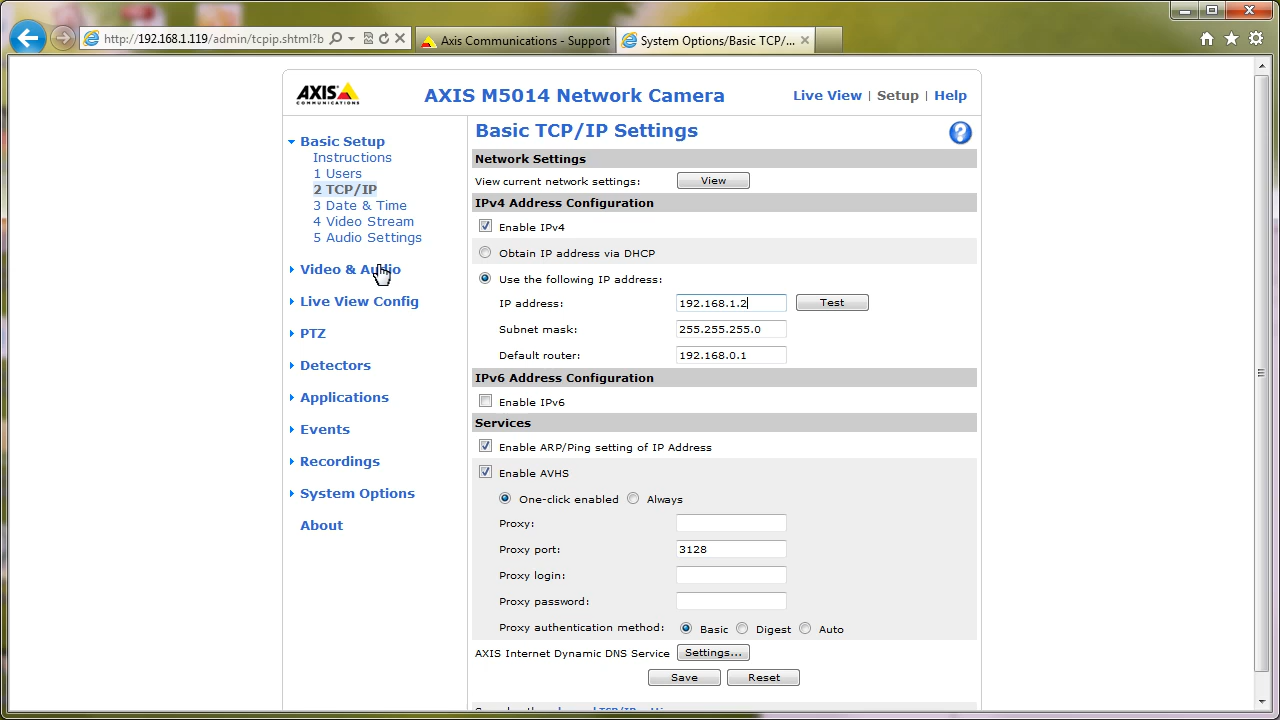 http://192.168.1.119/admin/tcpip.shtml?b
Axis Communications - Support
System Options/Basic TCP/...
AXIS
COMMUNICATIONS
AXIS M5014 Network Camera
Live View | Setup | Help
Basic Setup
Instructions
1 Users
2 TCP/IP
3 Date & Time
4 Video Stream
5 Audio Settings
Video & Audio
Live View Config
PTZ
Detectors
Applications
Events
Recordings
System Options
About
Basic TCP/IP Settings
?
Network Settings
View current network settings: View
IPv4 Address Configuration
Enable IPv4
Obtain IP address via DHCP
Use the following IP address:
IP address: 192.168.1.2 Test
Subnet mask: 255.255.255.0
Default router: 192.168.0.1
IPv6 Address Configuration
Enable IPv6
Services
Enable ARP/Ping setting of IP Address
Enable AVHS
One-click enabled Always
Proxy:
Proxy port: 3128
Proxy login:
Proxy password:
Proxy authentication method: Basic Digest Auto
AXIS Internet Dynamic DNS Service Settings...
Save Reset